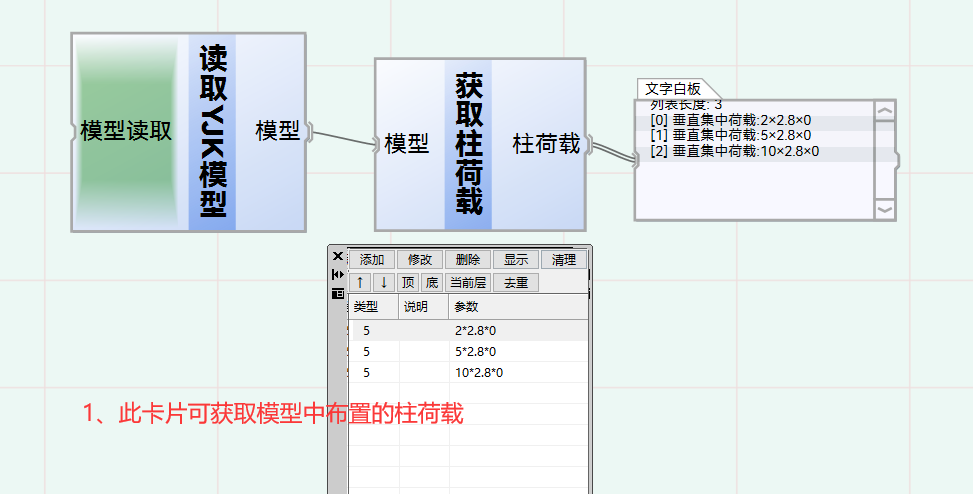 模型读取
读取YJK模型
模型
模型
获取柱荷载
柱荷载
文字白板
列表长度: 3
[0] 垂直集中荷载:2×2.8×0
[1] 垂直集中荷载:5×2.8×0
[2] 垂直集中荷载:10×2.8×0
添加 修改 删除 显示 清理
↑ ↓ 顶 底 当前层 去重
类型 说明 参数
5 2*2.8*0
5 5*2.8*0
5 10*2.8*0
1、此卡片可获取模型中布置的柱荷载